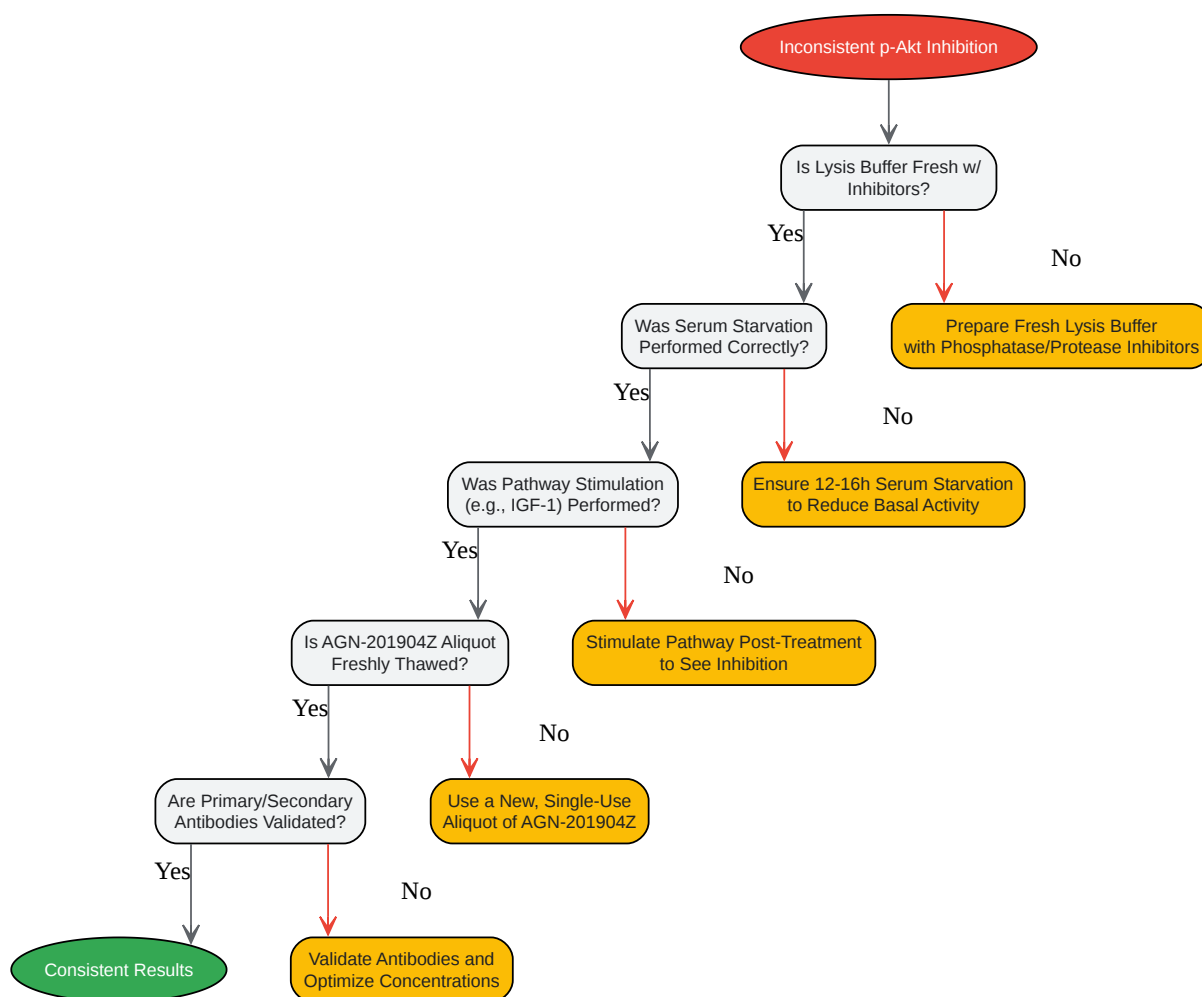 Inconsistent p-Akt Inhibition
Is Lysis Buffer Fresh w/
Inhibitors?
Yes
No
Was Serum Starvation
Performed Correctly?
Prepare Fresh Lysis Buffer
with Phosphatase/Protease Inhibitors
Yes
No
Was Pathway Stimulation
(e.g., IGF-1) Performed?
Ensure 12-16h Serum Starvation
to Reduce Basal Activity
Yes
No
Is AGN-201904Z Aliquot
Freshly Thawed?
Stimulate Pathway Post-Treatment
to See Inhibition
Yes
No
Are Primary/Secondary
Antibodies Validated?
Use a New, Single-Use
Aliquot of AGN-201904Z
Yes
No
Consistent Results
Validate Antibodies and
Optimize Concentrations